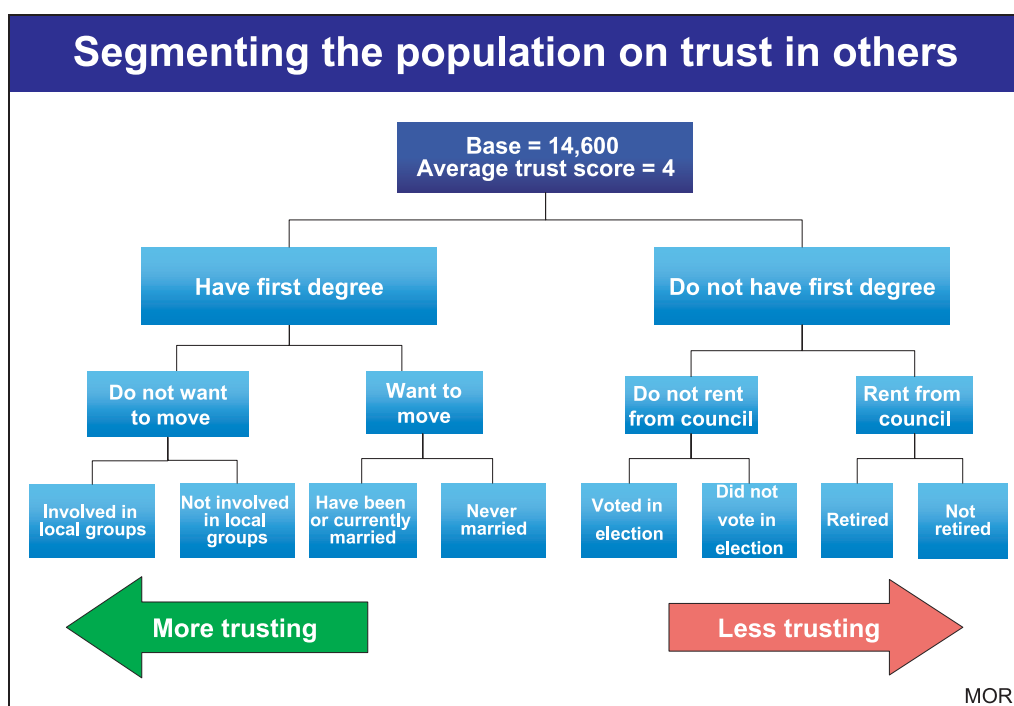 Segmenting the population on trust in others
Base = 14,600
Average trust score = 4
Have first degree
Do not have first degree
Do not want
to move
Want to
move
Do not rent
from council
Rent from
council
Involved in
local groups
Not involved
in local
groups
Have been
or currently
married
Never
married
Voted in
election
Did not
vote in
election
Retired
Not
retired
More trusting
Less trusting
MOR